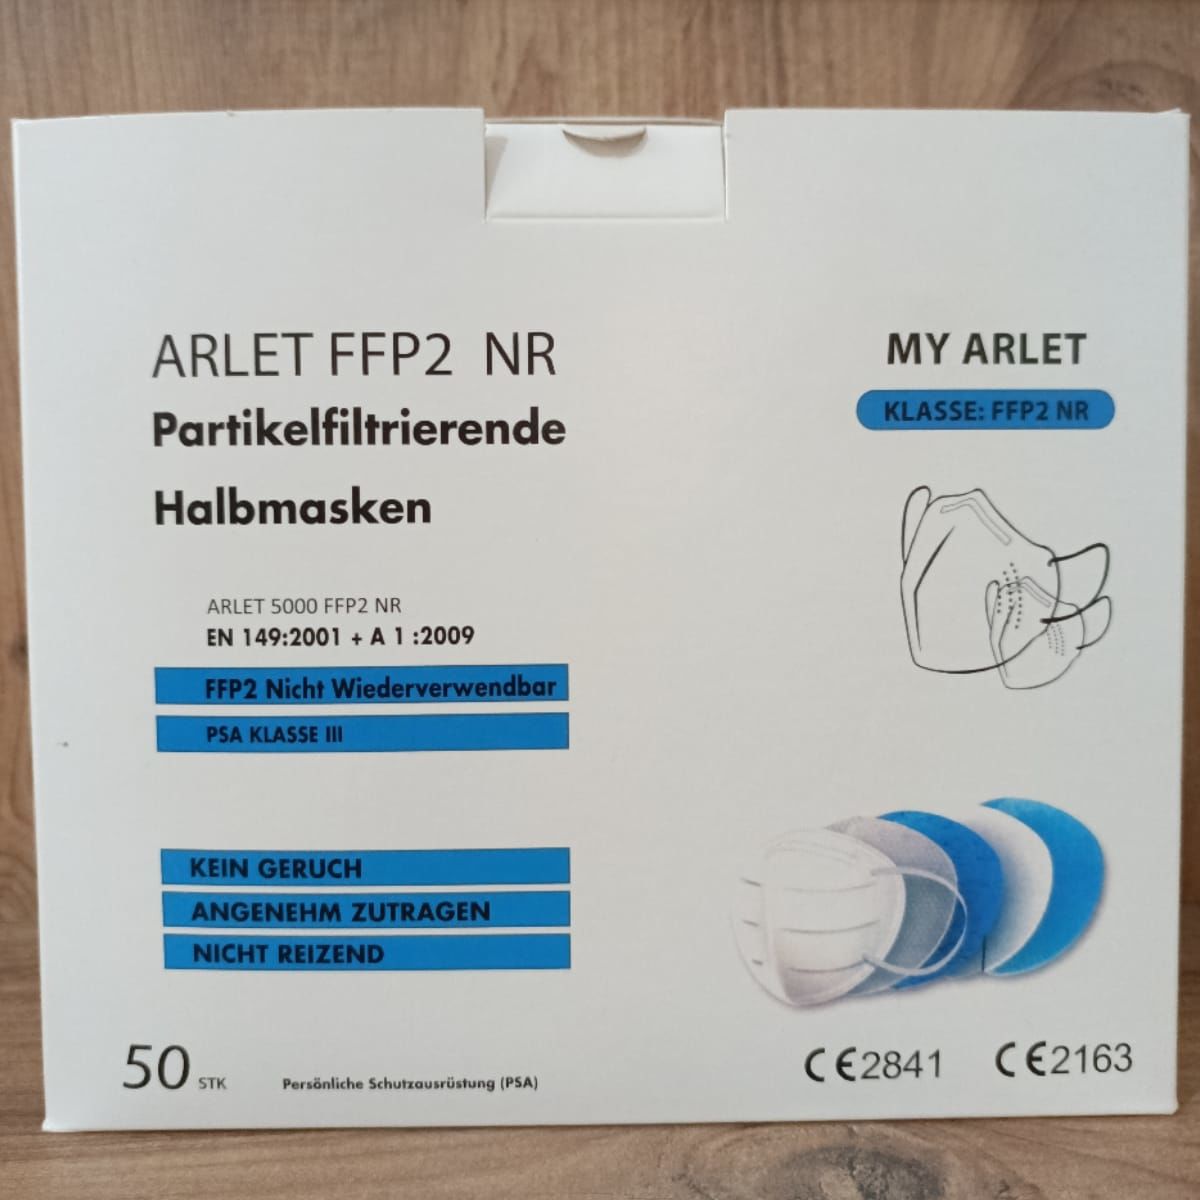 ARLET FFP2 NR
Partikelfiltrierende
Halbmasken
ARLET 5000 FFP2 NR
EN 149:2001 + A 1 :2009
FFP2 Nicht Wiederverwendbar
PSA KLASSE III
KEIN GERUCH
ANGENEHM ZUTRAGEN
NICHT REIZEND
50 STK
Persönliche Schutzausrüstung (PSA)
MY ARLET
KLASSE: FFP2 NR
CE2841
CE2163